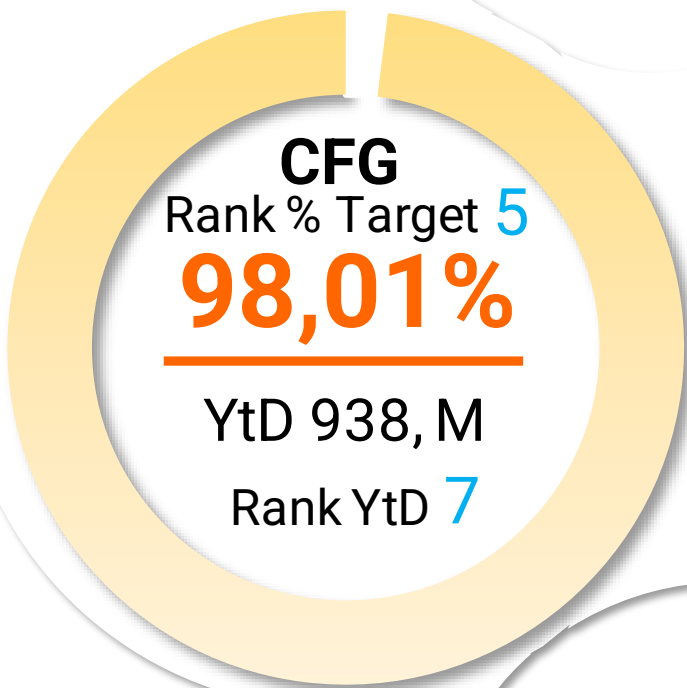 CFG
Rank % Target 5
98,01%
YtD 938, M
Rank YtD 7